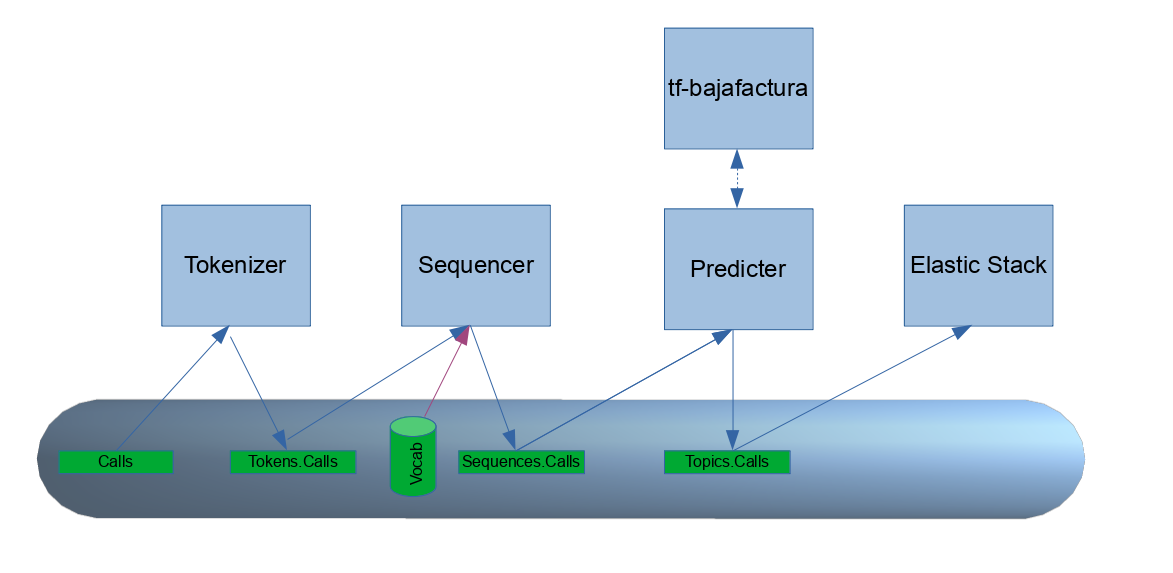 tf-bajafactura
Tokenizer
Sequencer
Predicter
Elastic Stack
Calls
Tokens.Calls
Vocab
Sequences.Calls
Topics.Calls